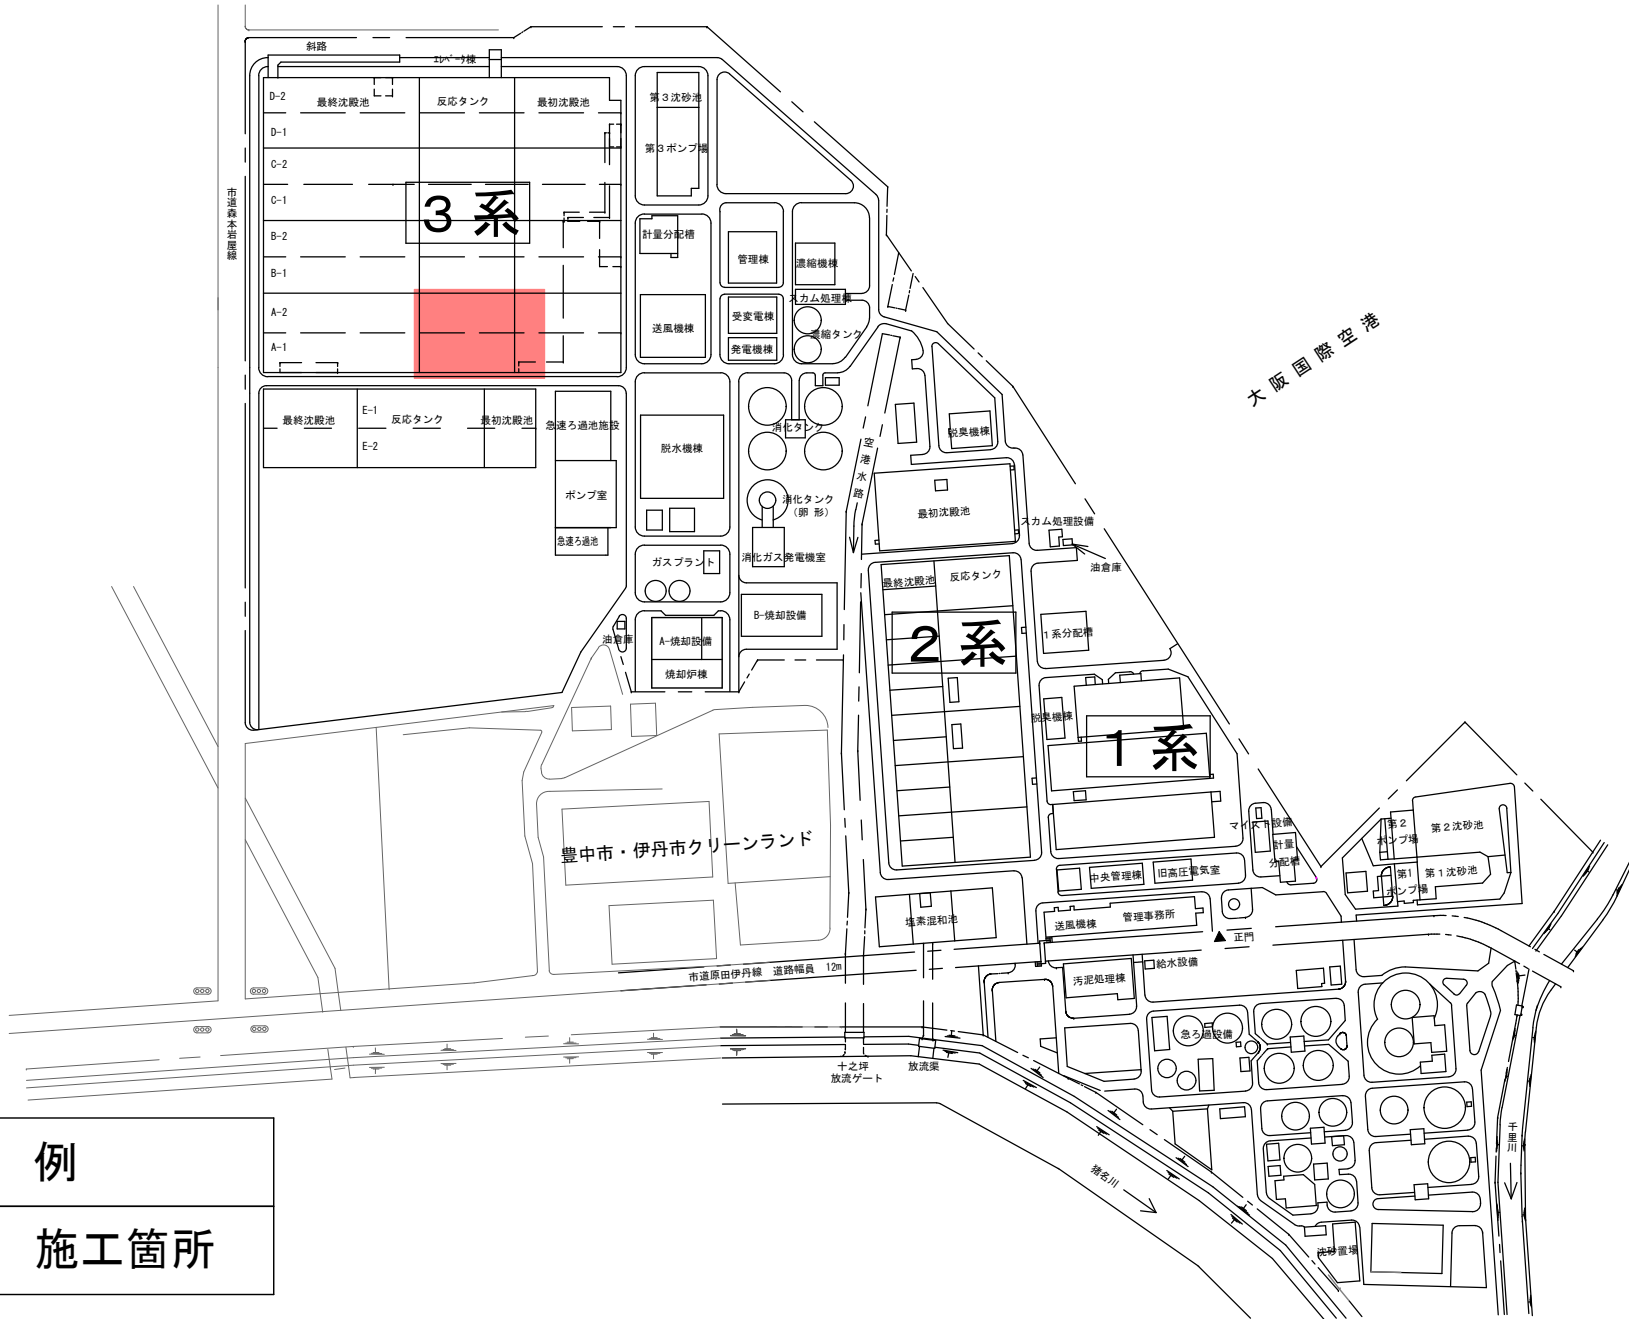 斜路
エレベータ棟
D-2
最終沈殿池
反応タンク
最初沈殿池
D-1
C-2
C-1
B-2
B-1
A-2
A-1
3系
市道森本岩屋線
第3沈砂池
第3ポンプ場
計量分配槽
管理棟
濃縮機棟
スカム処理棟
送風機棟
受変電棟
発電機棟
濃縮タンク
大阪国際空港
最終沈殿池
E-1
E-2
反応タンク
最初沈殿池
急速ろ過池施設
ポンプ室
急速ろ過池
脱水機棟
消化タンク
空港水路
脱臭機棟
消化タンク
(卵 形)
消化ガス発電機室
ガスプラント
最初沈殿池
スカム処理設備
油倉庫
最終沈殿池
反応タンク
B-焼却設備
油倉庫
A-焼却設備
焼却炉棟
2系
1系分配槽
脱臭機棟
1系
豊中市・伊丹市クリーンランド
マイスト設備
計量
分配槽
第2
ポンプ場
第2沈砂池
第1
ポンプ場
第1沈砂池
中央管理棟
旧高圧電気室
塩素混和池
送風機棟
管理事務所
▲ 正門
市道原田伊丹線 道路幅員 12m
汚泥処理棟
給水設備
急ろ過設備
十之坪
放流ゲート
放流渠
猪名川
千里川
沈砂置場
例
施工箇所